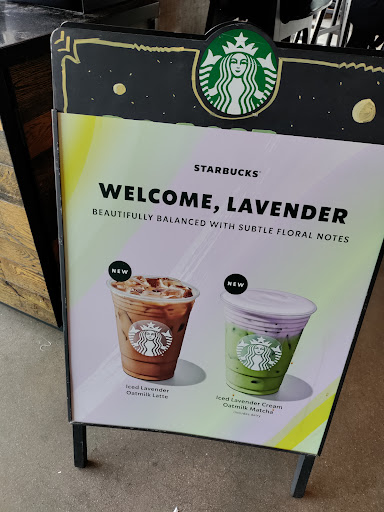 STARBUCKS
WELCOME, LAVENDER
BEAUTIFULLY BALANCED WITH SUBTLE FLORAL NOTES
NEW
NEW
Iced Lavender
Oatmilk Latte
Iced Lavender Cream
Oatmilk Matcha